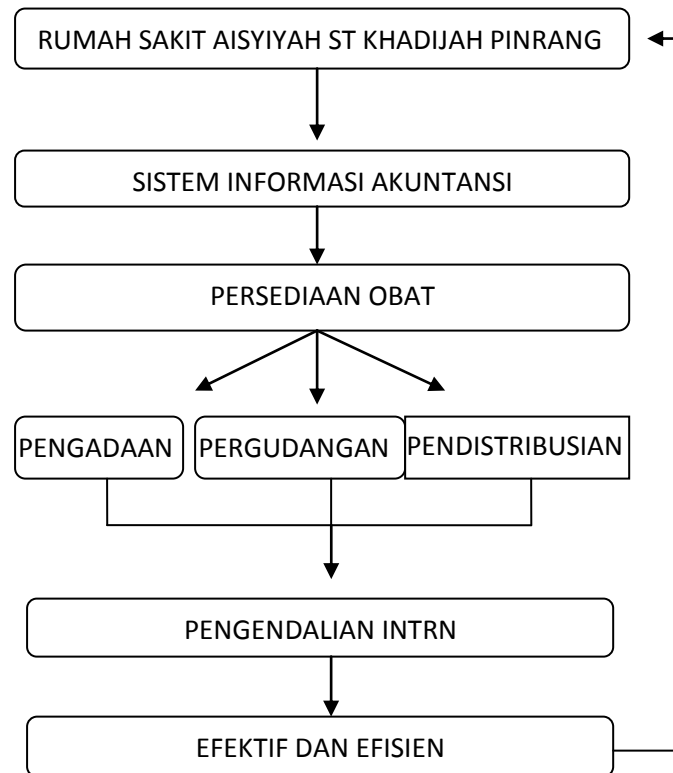 RUMAH SAKIT AISYIYAH ST KHADIJAH PINRANG
SISTEM INFORMASI AKUNTANSI
PERSEDIAAN OBAT
PENGADAAN
PERGUDANGAN
PENDISTRIBUSIAN
PENGENDALIAN INTRN
EFEKTIF DAN EFISIEN